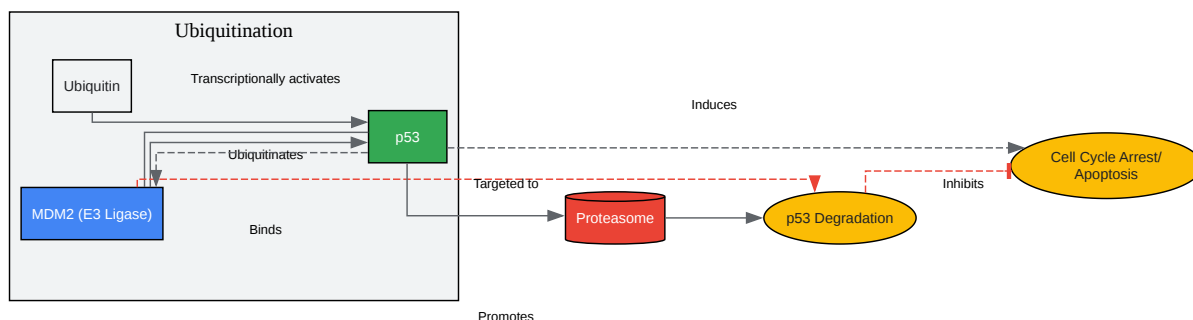 Ubiquitination
Ubiquitin
Transcriptionally activates
Induces
p53
Ubiquitinates
Cell Cycle Arrest/
Apoptosis
Targeted to
Inhibits
MDM2 (E3 Ligase)
Proteasome
p53 Degradation
Binds
Promotes